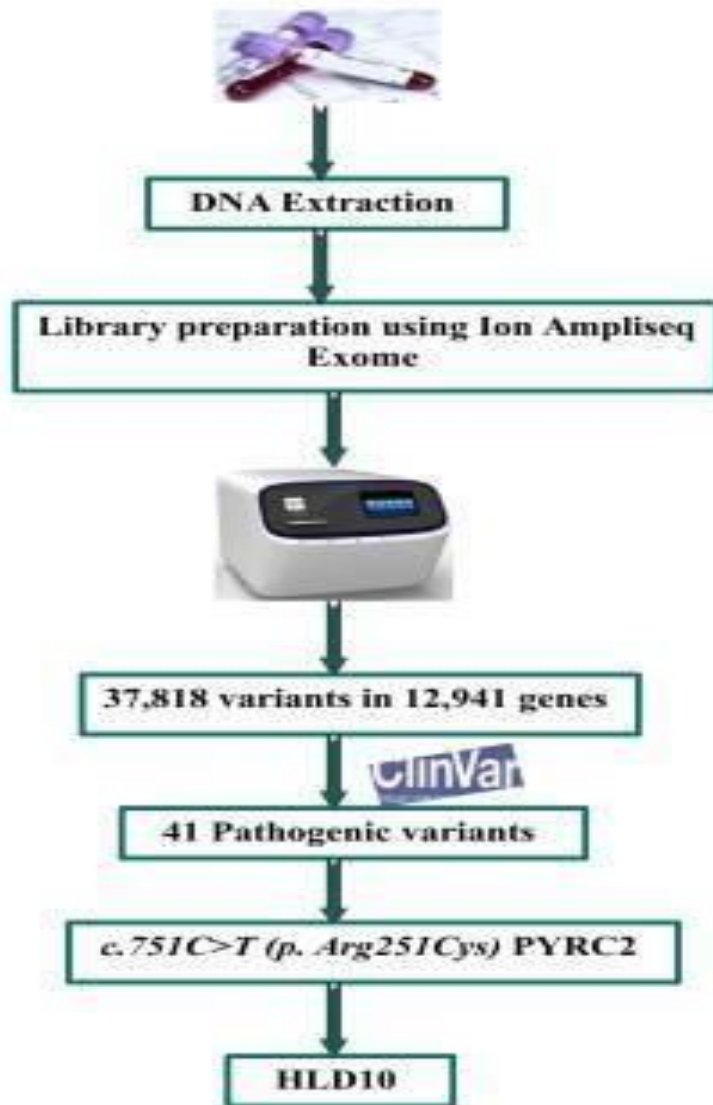 DNA Extraction
Library preparation using Ion Ampliseq
Exome
37,818 variants in 12,941 genes
ClinVar
41 Pathogenic variants
c.751C>T (p. Arg251Cys) PYRC2
HLD10